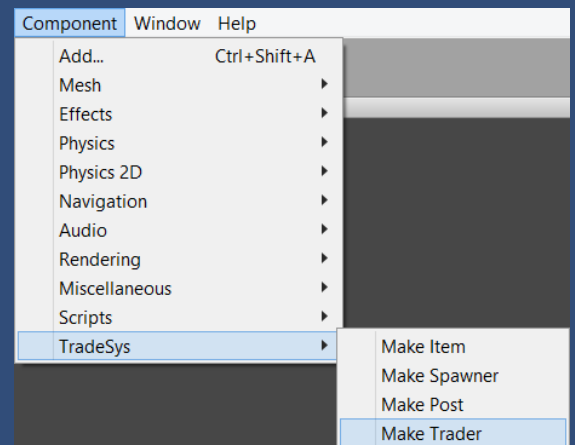 Component Window Help
Add... Ctrl+Shift+A
Mesh
Effects
Physics
Physics 2D
Navigation
Audio
Rendering
Miscellaneous
Scripts
TradeSys
Make Item
Make Spawner
Make Post
Make Trader